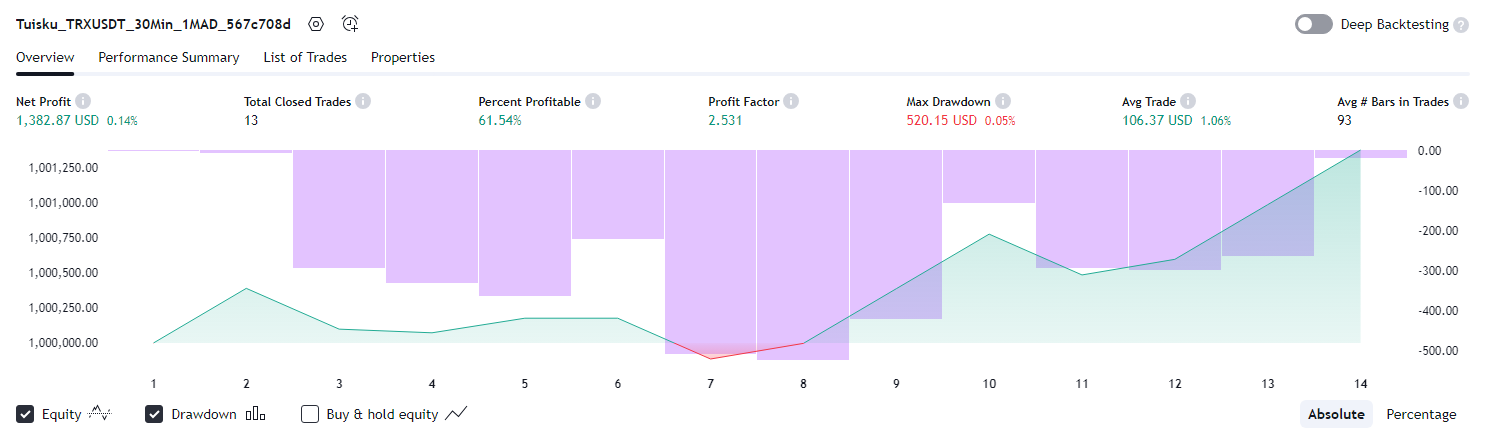 Tuisku_TRXUSDT_30Min_1MAD_567c708d Deep Backtesting ?
Overview Performance Summary List of Trades Properties
Net Profit Total Closed Trades Percent Profitable Profit Factor Max Drawdown Avg Trade Avg # Bars in Trades
1,382.87 USD 0.14% 13 61.54% 2.531 520.15 USD 0.05% 106.37 USD 1.06% 93
0.00
1,001,250.00
-100.00
1,001,000.00
1,000,750.00 -200.00
1,000,500.00 -300.00
1,000,250.00 -400.00
1,000,000.00 -500.00
1 2 3 4 5 6 7 8 9 10 11 12 13 14
Equity Drawdown Buy & hold equity Absolute Percentage